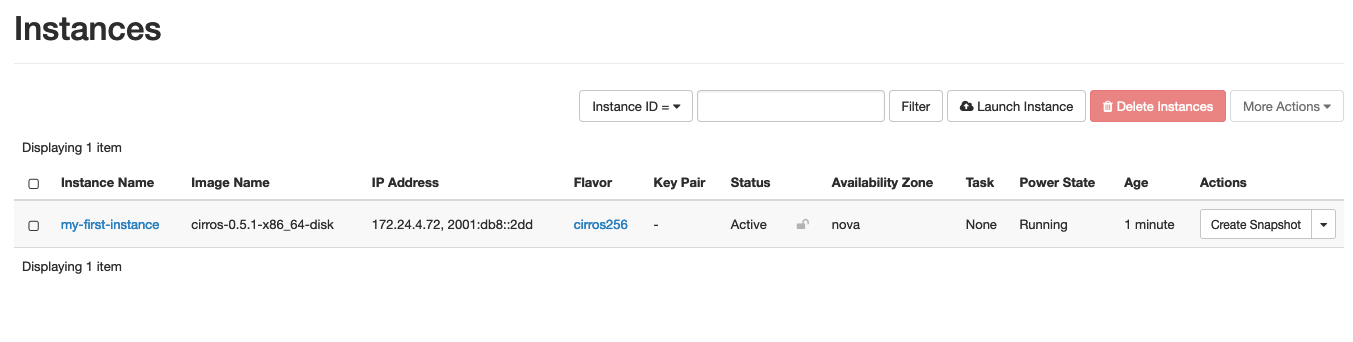 Instances
Instance ID = Filter Launch Instance Delete Instances More Actions
Displaying 1 item
Instance Name Image Name IP Address Flavor Key Pair Status Availability Zone Task Power State Age Actions
my-first-instance cirros-0.5.1-x86_64-disk 172.24.4.72, 2001:db8::2dd cirros256 - Active nova None Running 1 minute Create Snapshot
Displaying 1 item